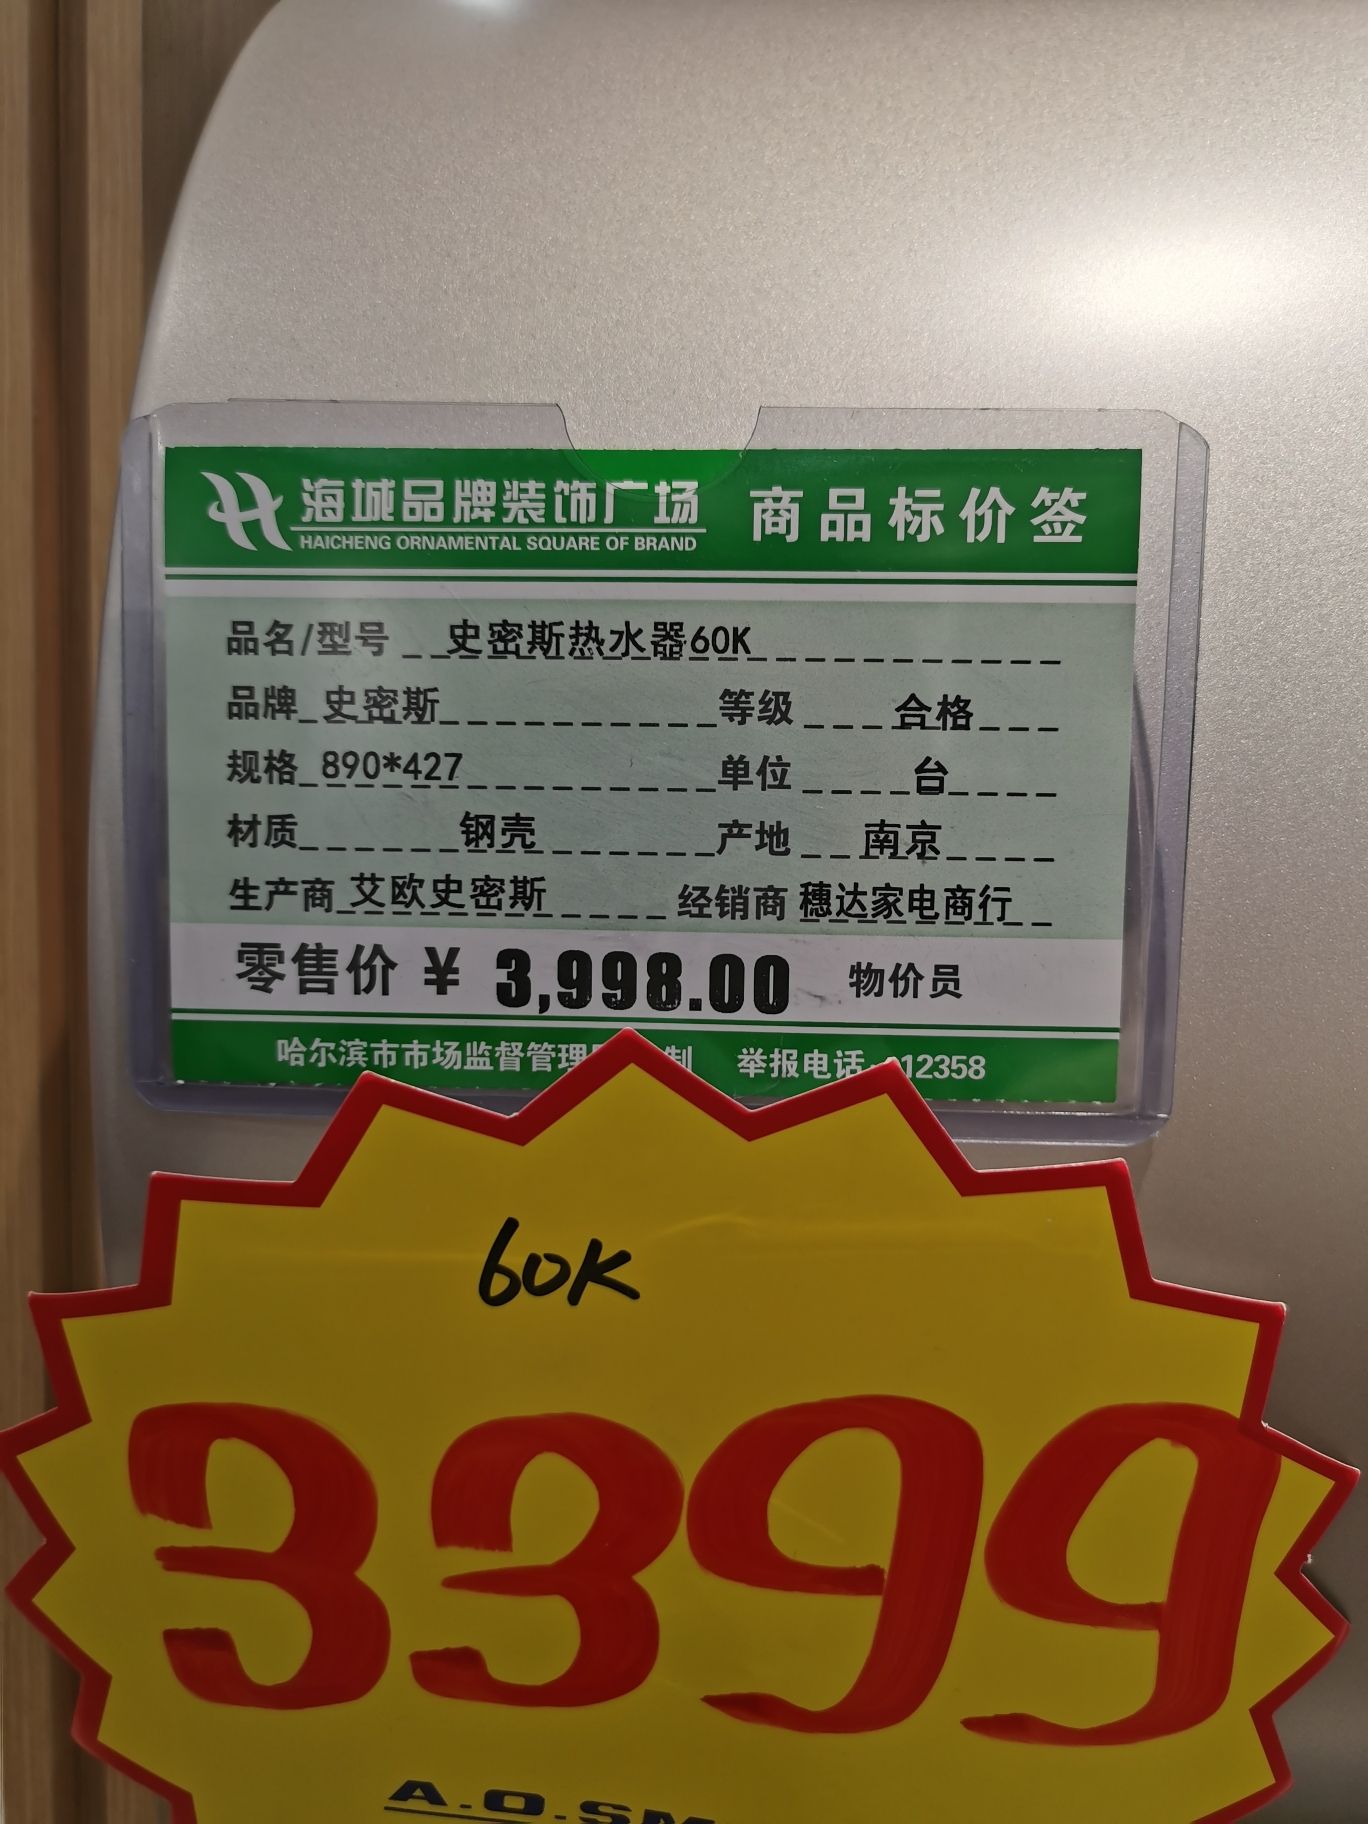 海城品牌装饰广场 商品标价签
HAICHENG ORNAMENTAL SQUARE OF BRAND
品名/型号 史密斯热水器60K
品牌 史密斯 等级 合格
规格 890*427 单位 台
材质 钢壳 产地 南京
生产商 艾欧史密斯 经销商 穗达家电商行
零售价 ¥ 3,998.00 物价员
哈尔滨市市场监督管理 制 举报电话: 12358
60K
3399
A.O.SM